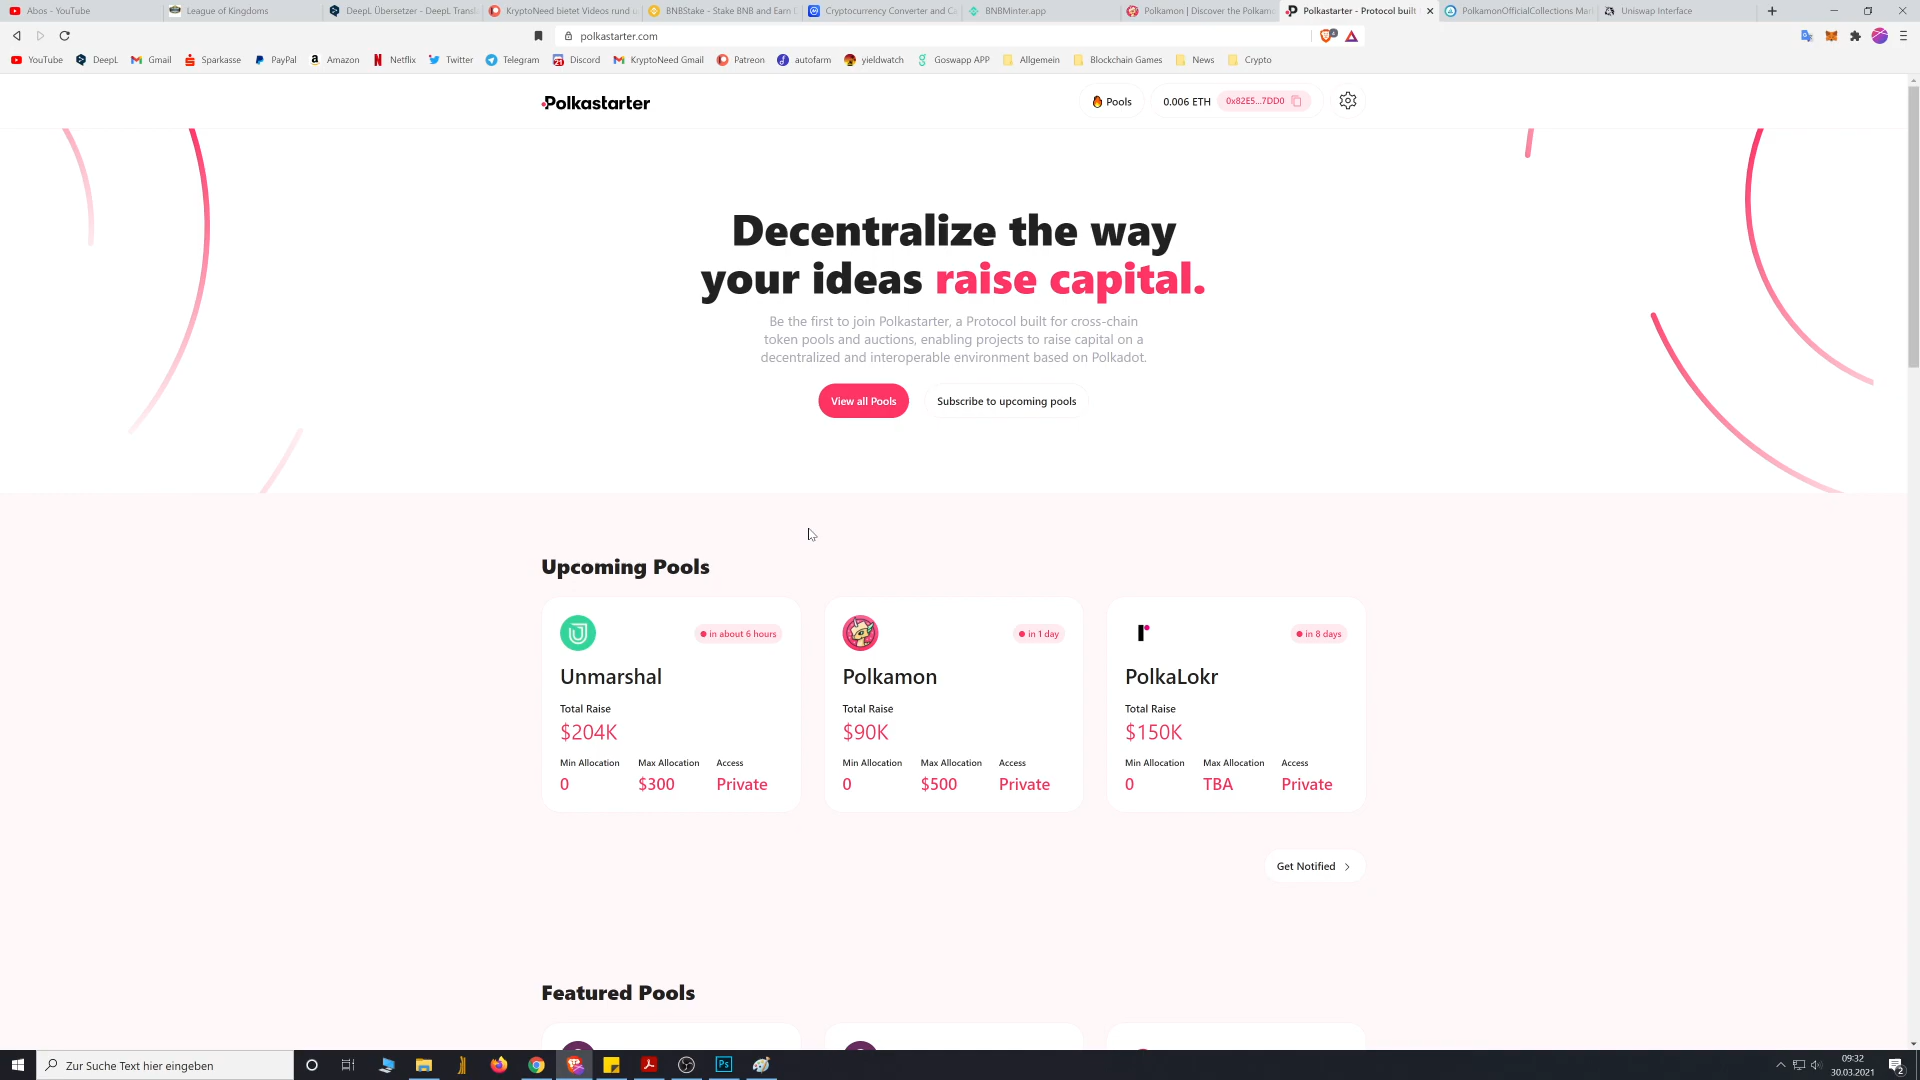 Abos - YouTube
League of Kingdoms
DeepL Übersetzer - DeepL Transl
KryptoNeed bietet Videos rund u
BNBStake - Stake BNB and Earn
Cryptocurrency Converter and C
BNBMinter.app
Polkamon | Discover the Polkam
Polkastarter - Protocol built
PolkamonOfficialCollections Mar
Uniswap Interface
polkastarter.com
YouTube
DeepL
Gmail
Sparkasse
PayPal
Amazon
Netflix
Twitter
Telegram
21
Discord
KryptoNeed Gmail
Patreon
autofarm
yieldwatch
Goswapp APP
Allgemein
Blockchain Games
News
Crypto
Polkastarter
Pools
0.006 ETH
0x82E5...7DD0
Decentralize the way
your ideas raise capital.
Be the first to join Polkastarter, a Protocol built for cross-chain
token pools and auctions, enabling projects to raise capital on a
decentralized and interoperable environment based on Polkadot.
View all Pools
Subscribe to upcoming pools
Upcoming Pools
in about 6 hours
Unmarshal
Total Raise
$204K
Min Allocation
Max Allocation
Access
0
$300
Private
in 1 day
Polkamon
Total Raise
$90K
Min Allocation
Max Allocation
Access
0
$500
Private
in 8 days
PolkaLokr
Total Raise
$150K
Min Allocation
Max Allocation
Access
0
TBA
Private
Get Notified
Featured Pools
Zur Suche Text hier eingeben
Ps
09:32
30.03.2021
2